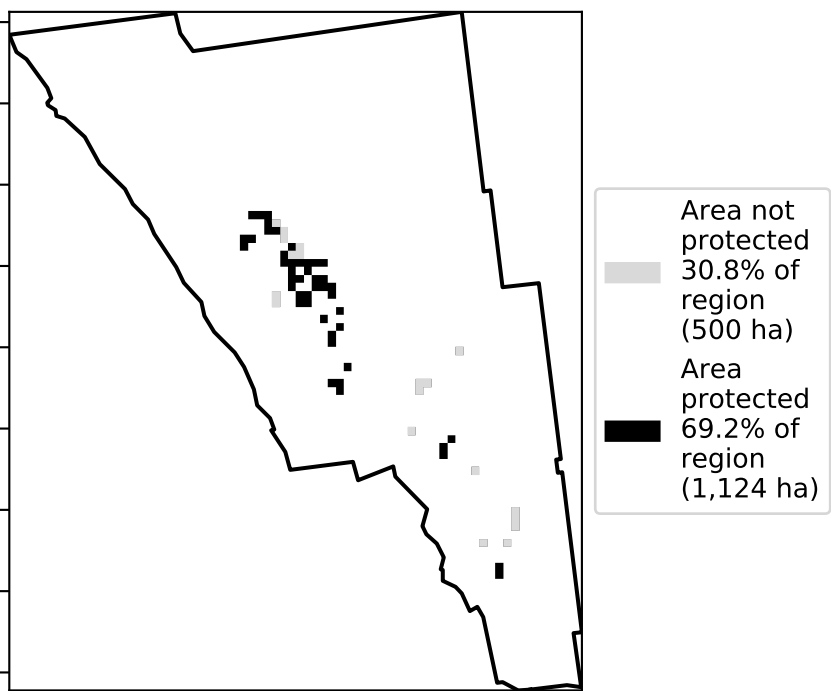 Area not
protected
30.8% of
region
(500 ha)
Area
protected
69.2% of
region
(1,124 ha)